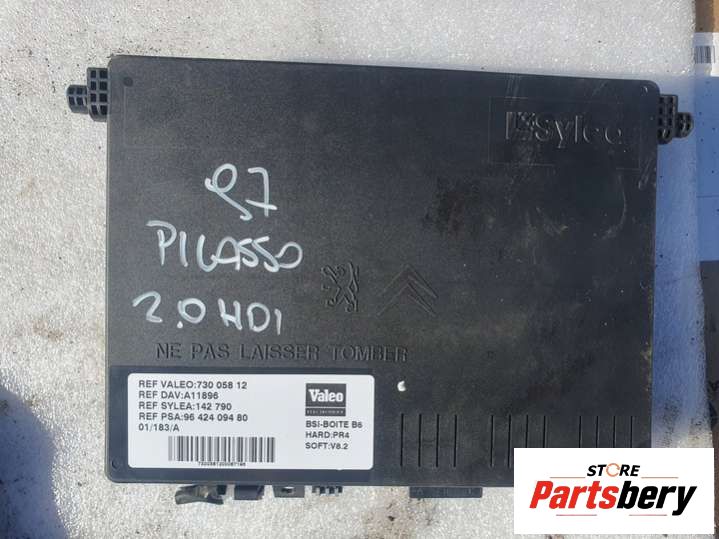 Sylea
97
PICASSO
2.0 HDI
NE PAS LAISSER TOMBER
REF VALEO:730 058 12
REF DAV:A11896
REF SYLEA:142 790
REF PSA:96 424 094 80
01/183/A
Valeo
BSI-BOITE B6
HARD:PR4
SOFT:V8.2
STORE
Partsbery